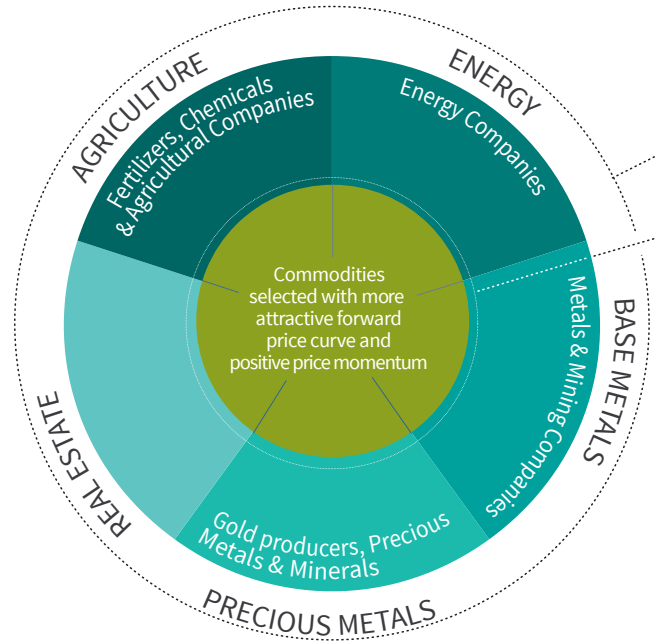 AGRICULTURE
ENERGY
Fertilizers, Chemicals
& Agricultural Companies
Energy Companies
Commodities
selected with more
attractive forward
price curve and
positive price momentum
Metals & Mining Companies
BASE METALS
REAL ESTATE
Gold producers, Precious
Metals & Minerals
PRECIOUS METALS